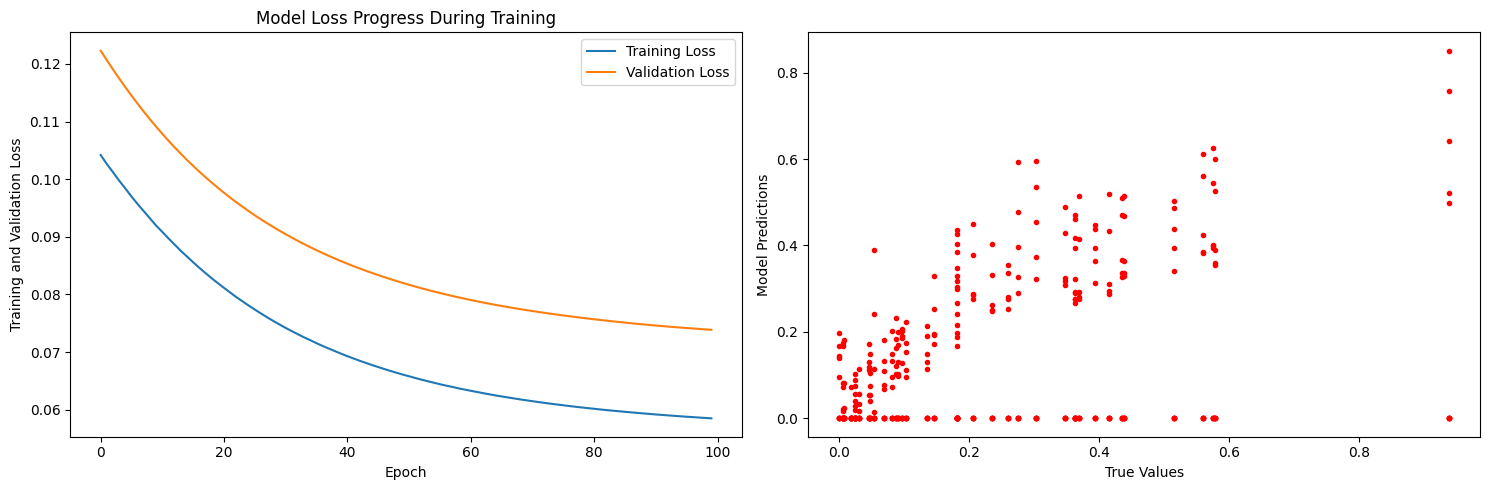 Model Loss Progress During Training
Training and Validation Loss
0.12
0.11
0.10
0.09
0.08
0.07
0.06
Training Loss
Validation Loss
0 20 40 60 80 100
Epoch
Model Predictions
0.8
0.6
0.4
0.2
0.0
0.0 0.2 0.4 0.6 0.8
True Values